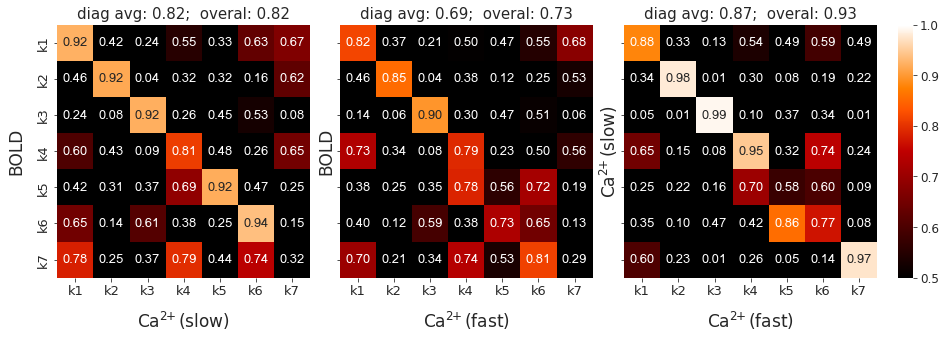 diag avg: 0.82;  overal: 0.82
diag avg: 0.69;  overal: 0.73
diag avg: 0.87;  overal: 0.93
BOLD
k1 0.92 0.42 0.24 0.55 0.33 0.63 0.67
k2 0.46 0.92 0.04 0.32 0.32 0.16 0.62
k3 0.24 0.08 0.92 0.26 0.45 0.53 0.08
k4 0.60 0.43 0.09 0.81 0.48 0.26 0.65
k5 0.42 0.31 0.37 0.69 0.92 0.47 0.25
k6 0.65 0.14 0.61 0.38 0.25 0.94 0.15
k7 0.78 0.25 0.37 0.79 0.44 0.74 0.32
k1 k2 k3 k4 k5 k6 k7
Ca²⁺ (slow)
BOLD
0.82 0.37 0.21 0.50 0.47 0.55 0.68
0.46 0.85 0.04 0.38 0.12 0.25 0.53
0.14 0.06 0.90 0.30 0.47 0.51 0.06
0.73 0.34 0.08 0.79 0.23 0.50 0.56
0.38 0.25 0.35 0.78 0.56 0.72 0.19
0.40 0.12 0.59 0.38 0.73 0.65 0.13
0.70 0.21 0.34 0.74 0.53 0.81 0.29
k1 k2 k3 k4 k5 k6 k7
Ca²⁺ (fast)
Ca²⁺ (slow)
0.88 0.33 0.13 0.54 0.49 0.59 0.49
0.34 0.98 0.01 0.30 0.08 0.19 0.22
0.05 0.01 0.99 0.10 0.37 0.34 0.01
0.65 0.15 0.08 0.95 0.32 0.74 0.24
0.25 0.22 0.16 0.70 0.58 0.60 0.09
0.35 0.10 0.47 0.42 0.86 0.77 0.08
0.60 0.23 0.01 0.26 0.05 0.14 0.97
k1 k2 k3 k4 k5 k6 k7
Ca²⁺ (fast)
1.0
0.9
0.8
0.7
0.6
0.5